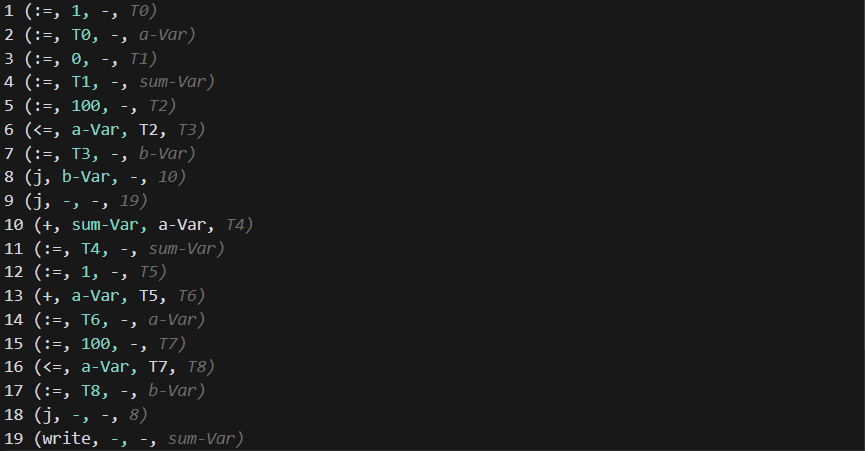 1 (:=, 1, -, T0)
2 (:=, T0, -, a-Var)
3 (:=, 0, -, T1)
4 (:=, T1, -, sum-Var)
5 (:=, 100, -, T2)
6 (<=, a-Var, T2, T3)
7 (:=, T3, -, b-Var)
8 (j, b-Var, -, 10)
9 (j, -, -, 19)
10 (+, sum-Var, a-Var, T4)
11 (:=, T4, -, sum-Var)
12 (:=, 1, -, T5)
13 (+, a-Var, T5, T6)
14 (:=, T6, -, a-Var)
15 (:=, 100, -, T7)
16 (<=, a-Var, T7, T8)
17 (:=, T8, -, b-Var)
18 (j, -, -, 8)
19 (write, -, -, sum-Var)